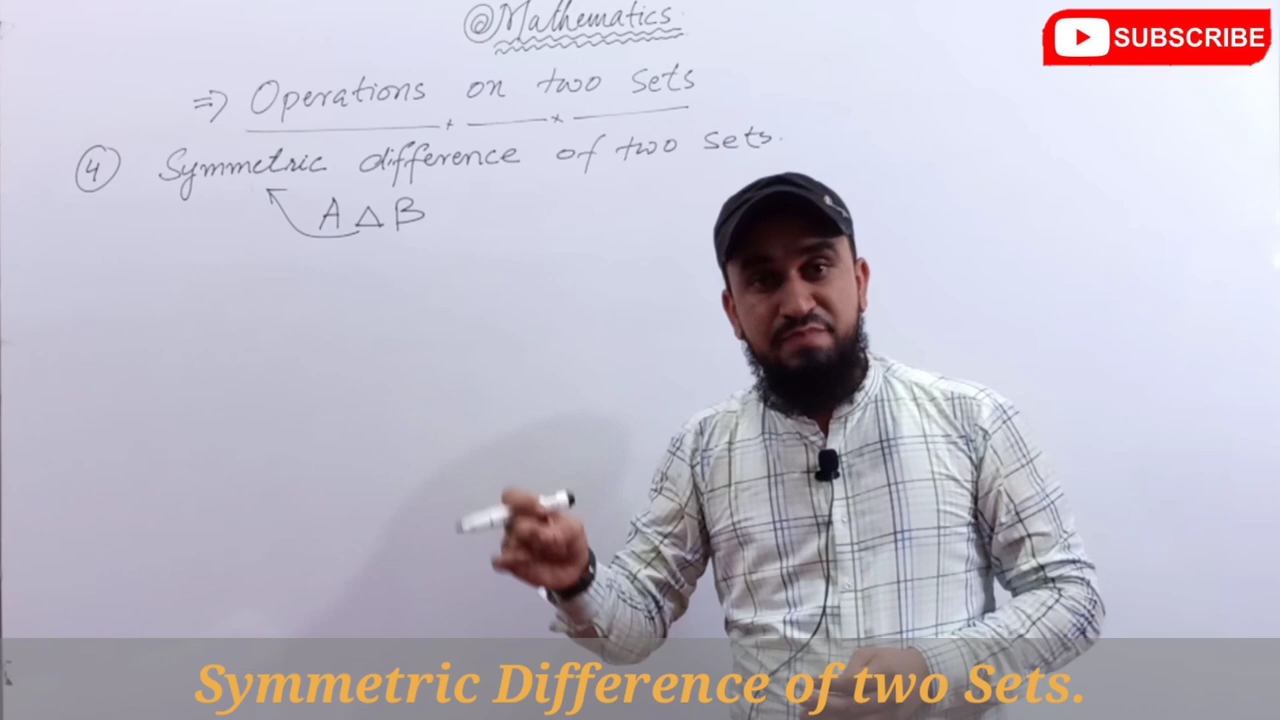 @Mathematics
SUBSCRIBE
⇒ Operations on two sets
④ Symmetric difference of two sets.
A △ B
Symmetric Difference of two Sets.